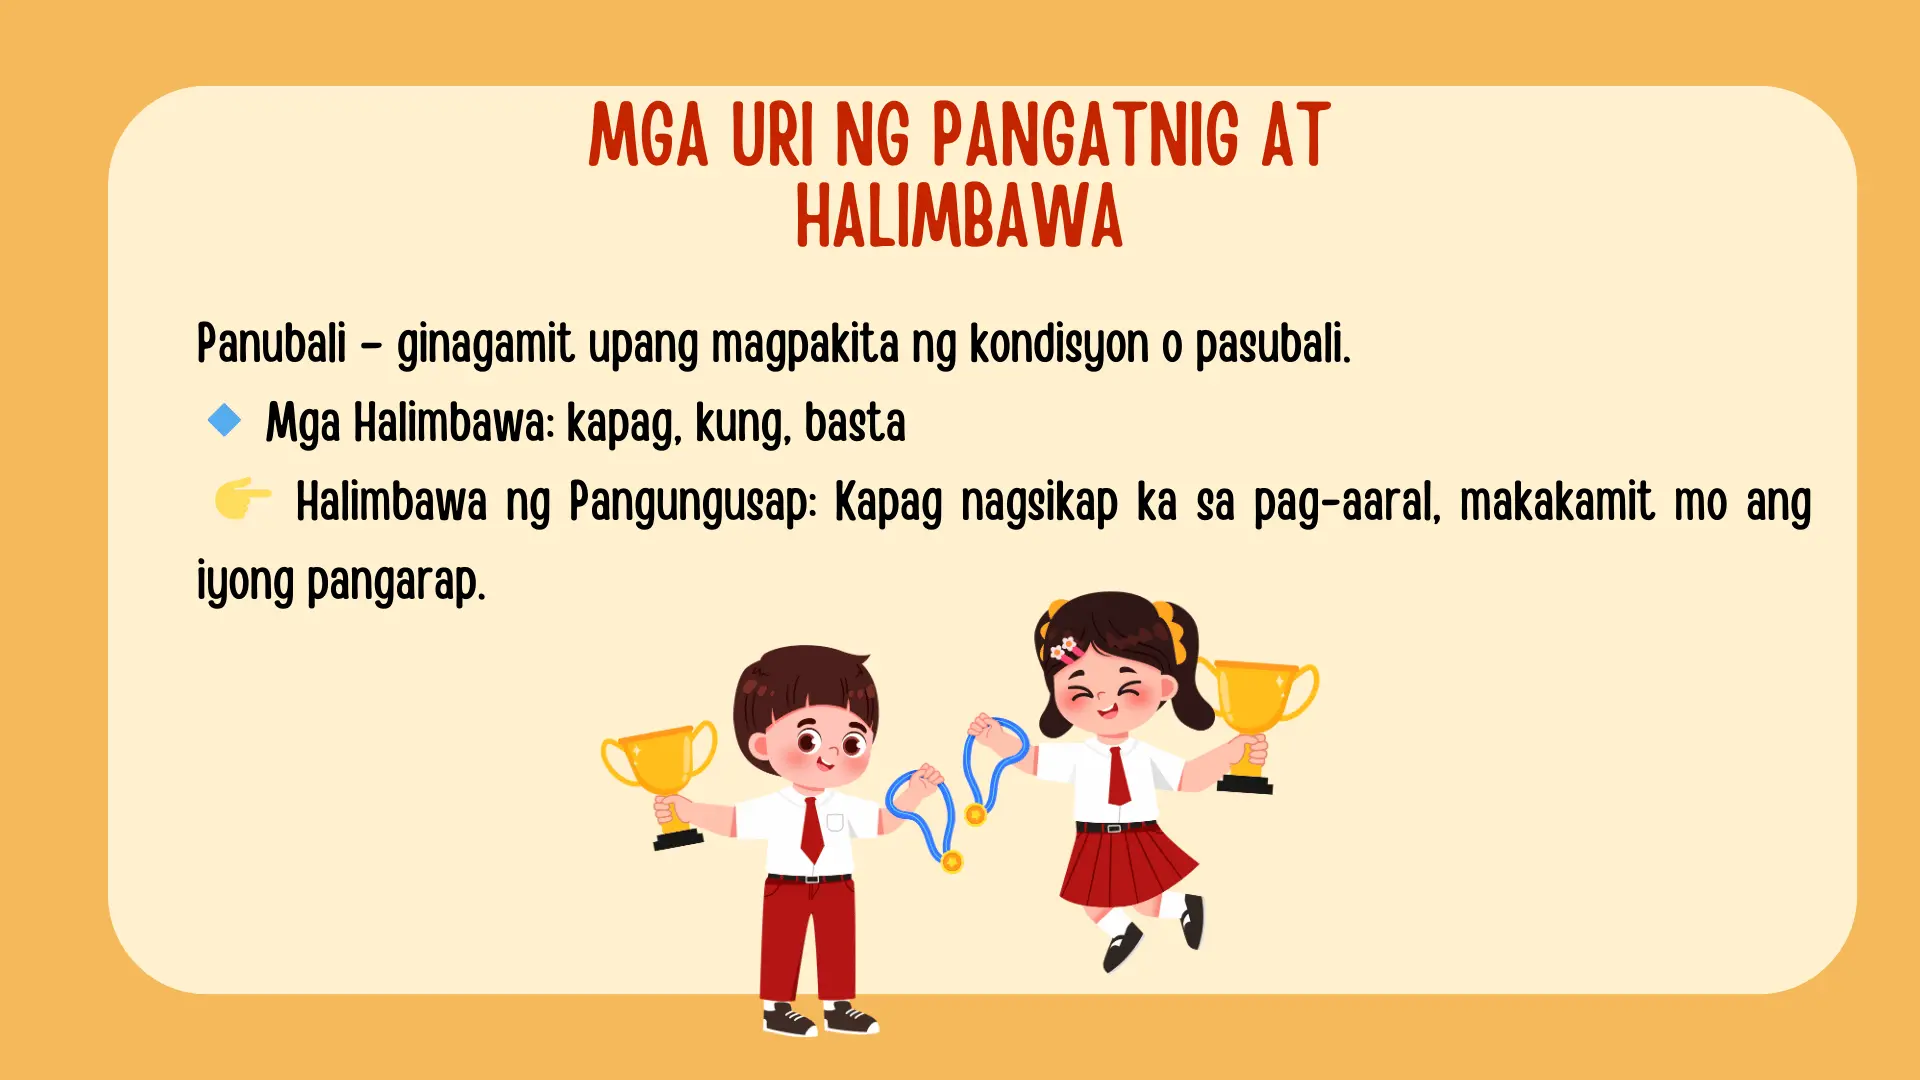 MGA URI NG PANGATNIG AT
HALIMBAWA
Panubali – ginagamit upang magpakita ng kondisyon o pasubali.
🔹 Mga Halimbawa: kapag, kung, basta
👉 Halimbawa ng Pangungusap: Kapag nagsikap ka sa pag-aaral, makakamit mo ang
iyong pangarap.